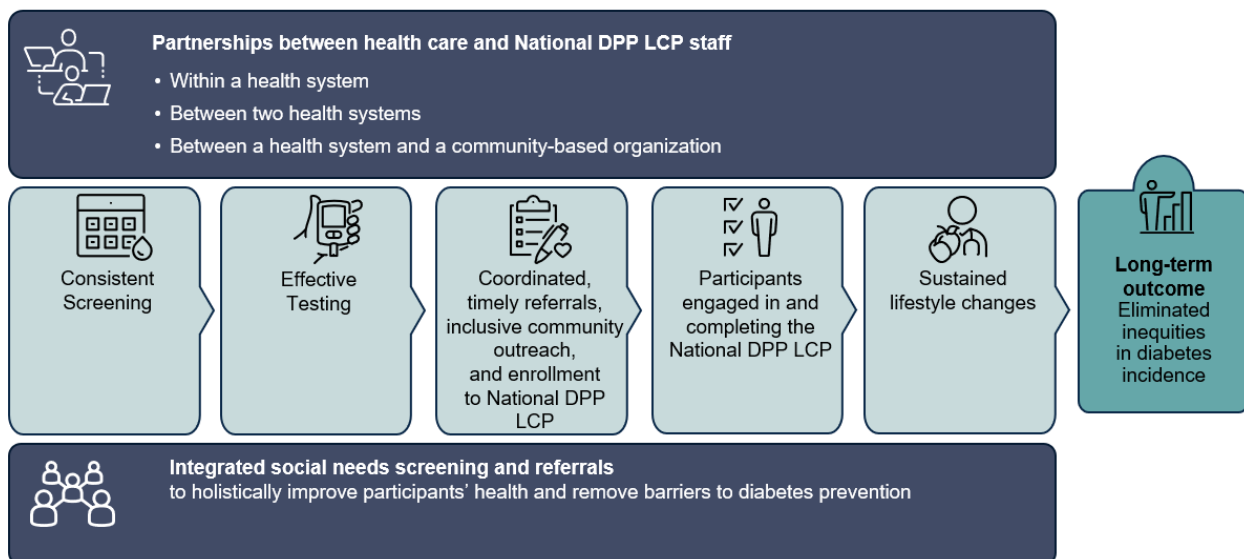 Partnerships between health care and National DPP LCP staff
• Within a health system
• Between two health systems
• Between a health system and a community-based organization
Consistent
Screening
Effective
Testing
Coordinated,
timely referrals,
inclusive community
outreach,
and enrollment
to National DPP
LCP
Participants
engaged in and
completing the
National DPP LCP
Sustained
lifestyle changes
Long-term
outcome
Eliminated
inequities
in diabetes
incidence
Integrated social needs screening and referrals
to holistically improve participants’ health and remove barriers to diabetes prevention